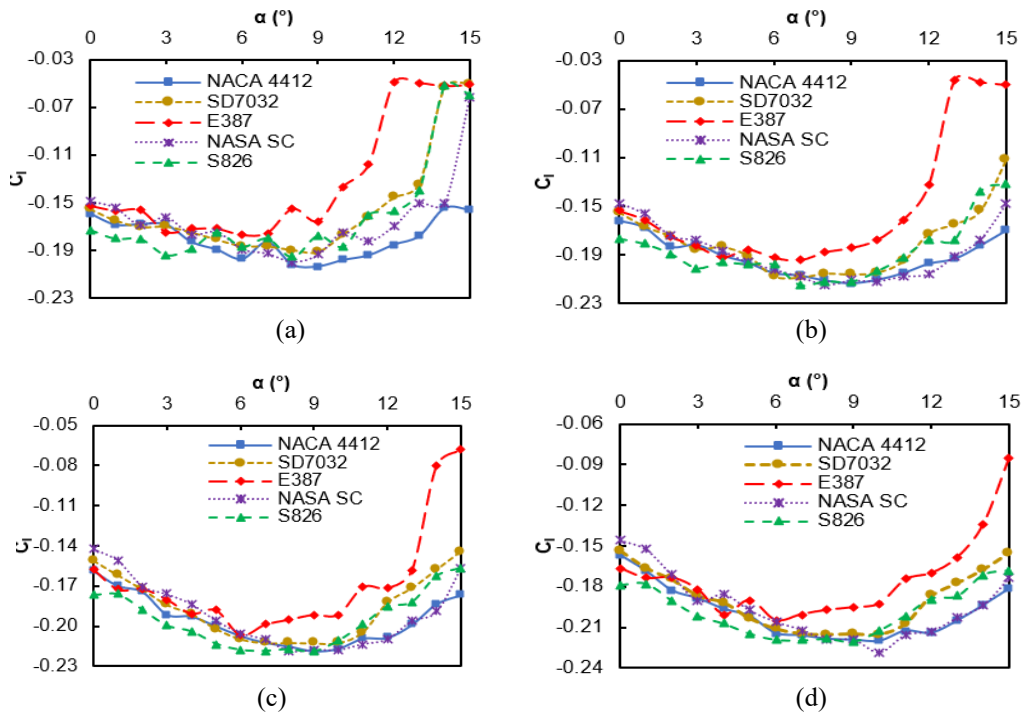 α (°)
0 3 6 9 12 15
-0.03
-0.07
-0.11
-0.15
-0.19
-0.23
Cl
NACA 4412
SD7032
E387
NASA SC
S826
(a)
α (°)
0 3 6 9 12 15
-0.03
-0.07
-0.11
-0.15
-0.19
-0.23
Cl
NACA 4412
SD7032
E387
NASA SC
S826
(b)
α (°)
0 3 6 9 12 15
-0.05
-0.08
-0.11
-0.14
-0.17
-0.20
-0.23
Cl
NACA 4412
SD7032
E387
NASA SC
S826
(c)
α (°)
0 3 6 9 12 15
-0.06
-0.09
-0.12
-0.15
-0.18
-0.21
-0.24
Cl
NACA 4412
SD7032
E387
NASA SC
S826
(d)